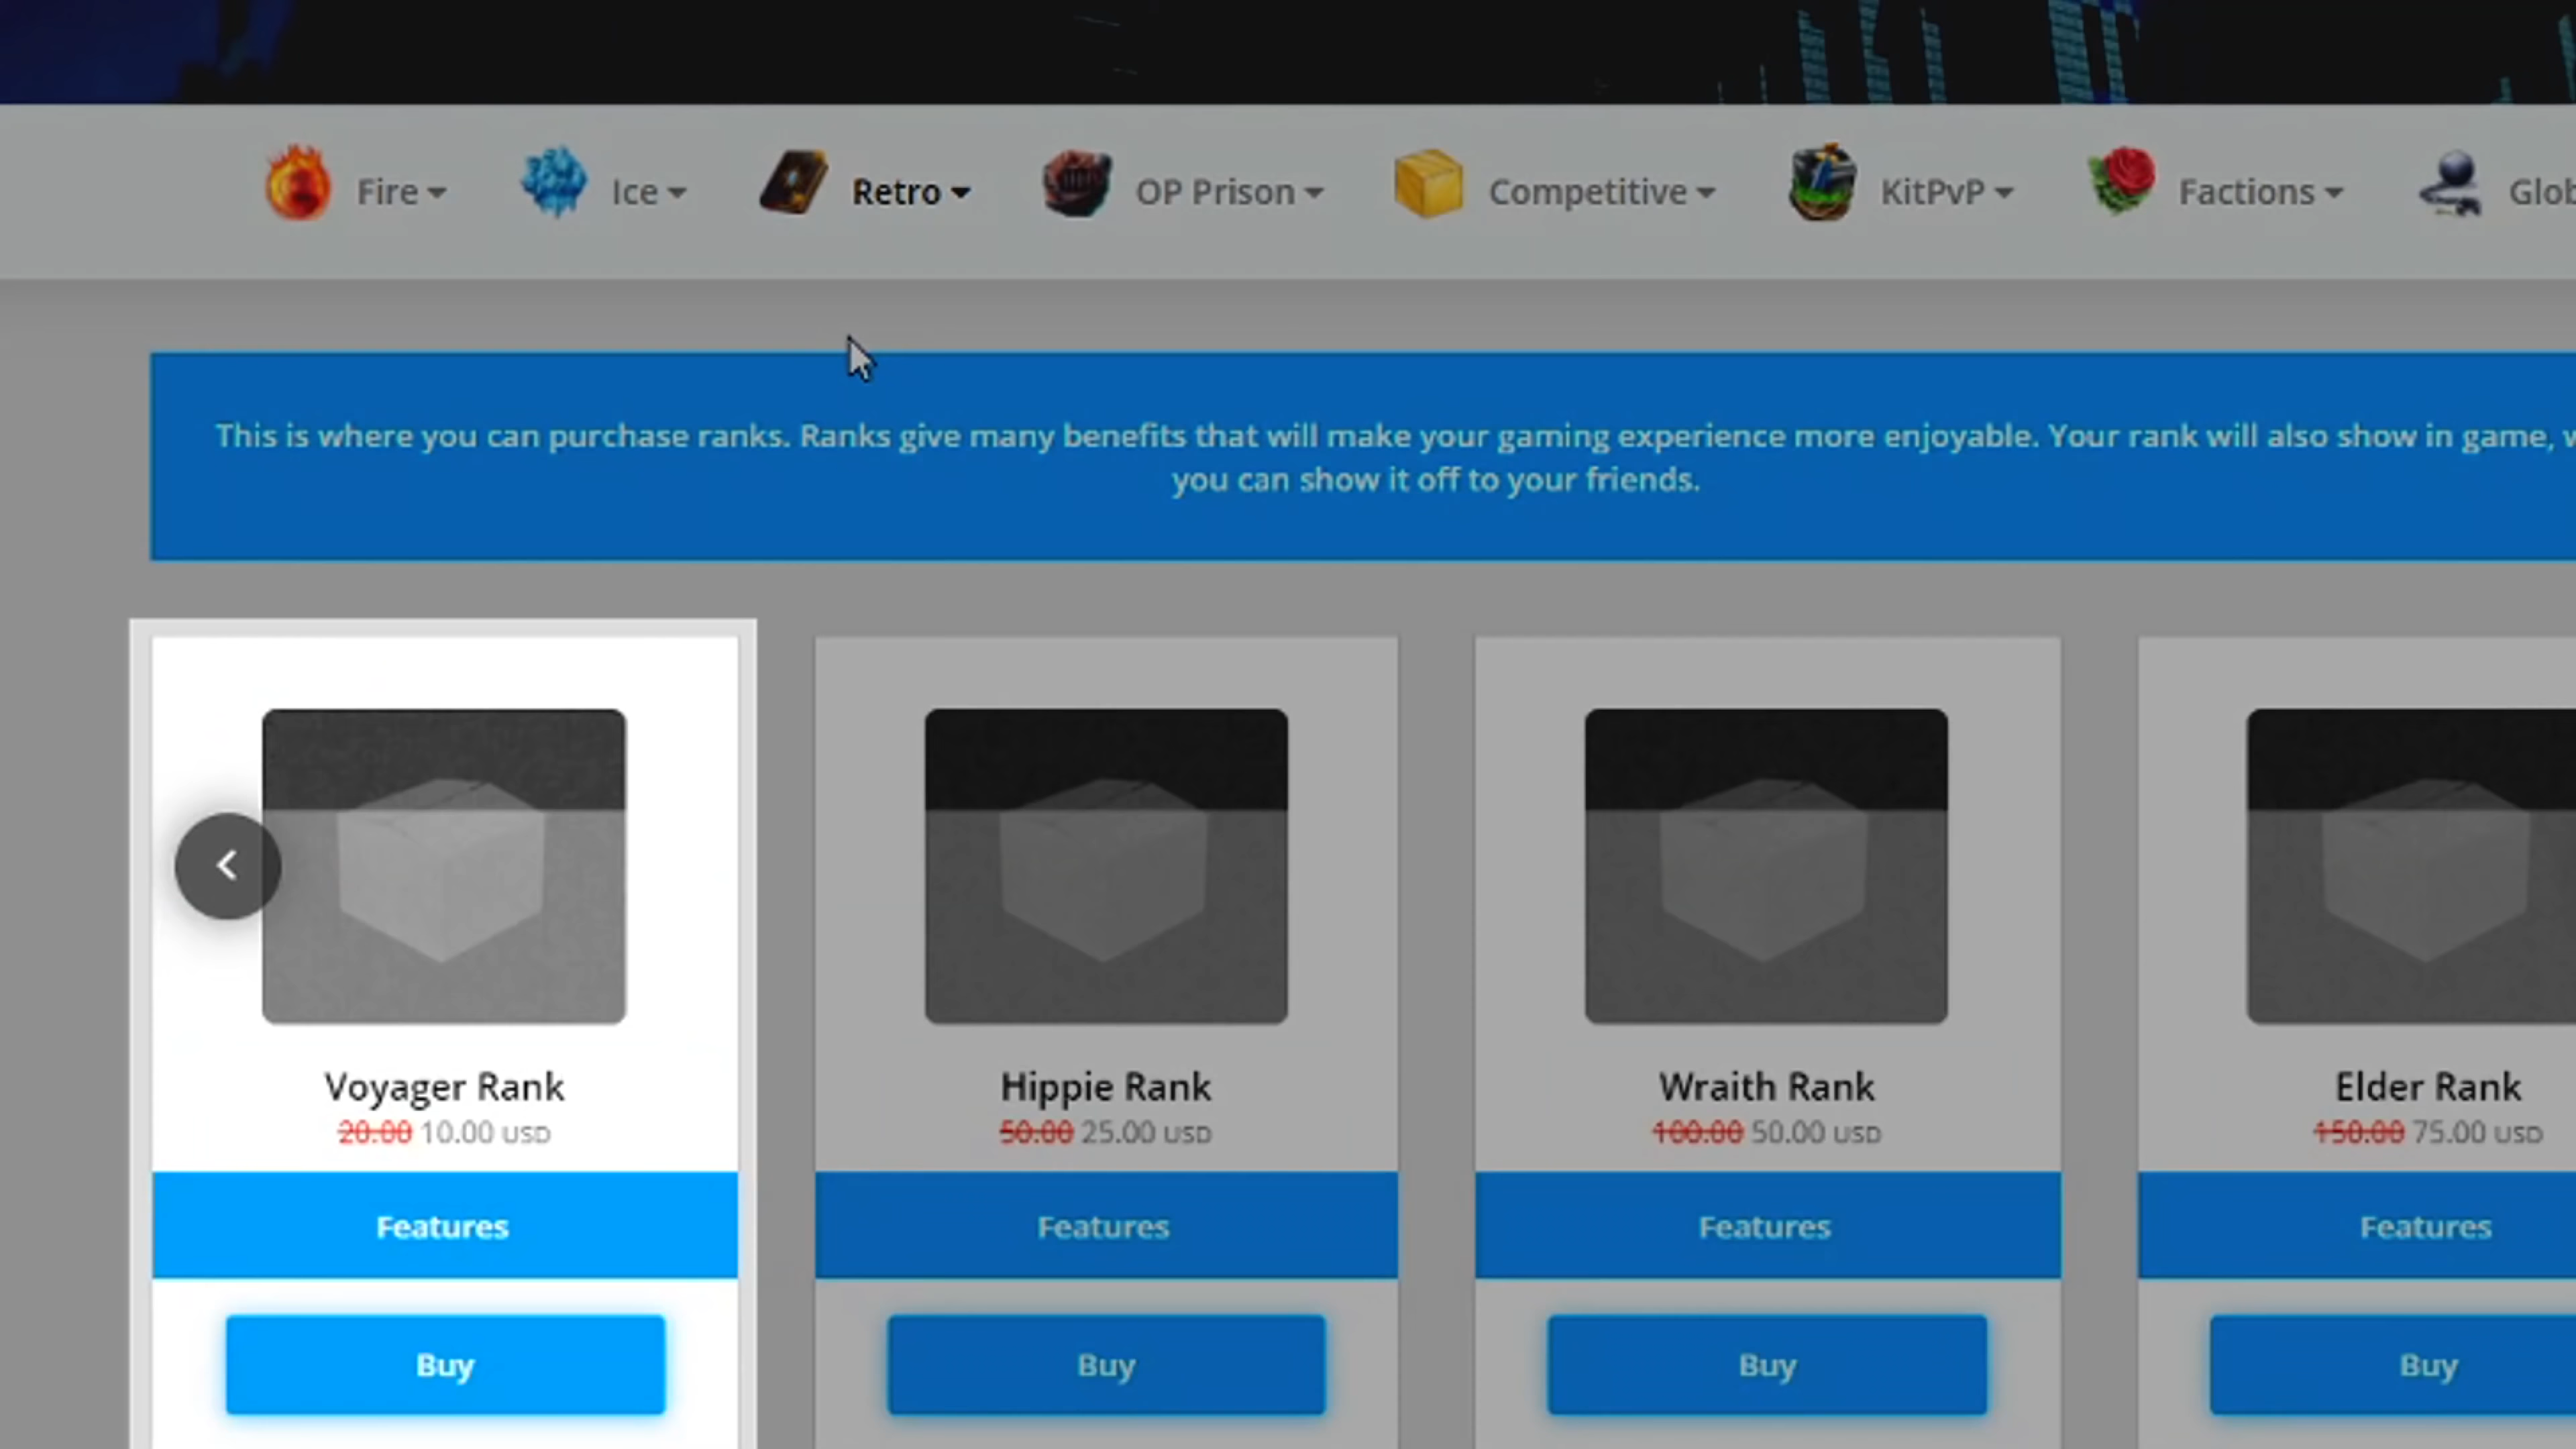 Fire
Ice
Retro
OP Prison
Competitive
KitPvP
Factions
This is where you can purchase ranks. Ranks give many benefits that will make your gaming experience more enjoyable. Your rank will also show in game,
you can show it off to your friends.
Voyager Rank
20.00 10.00 USD
Features
Buy
Hippie Rank
50.00 25.00 USD
Features
Buy
Wraith Rank
100.00 50.00 USD
Features
Buy
Elder Rank
150.00 75.00 USD
Features
Buy